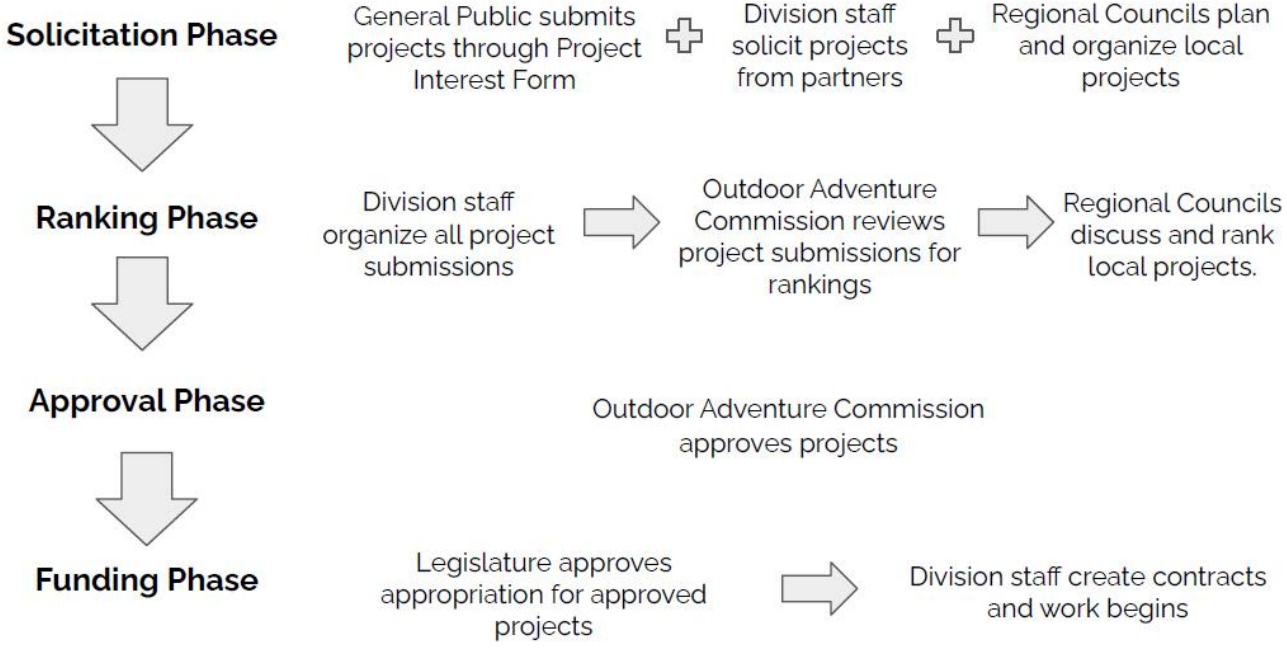 Solicitation Phase
General Public submits
projects through Project
Interest Form
Division staff
solicit projects
from partners
Regional Councils plan
and organize local
projects
Ranking Phase
Division staff
organize all project
submissions
Outdoor Adventure
Commission reviews
project submissions for
rankings
Regional Councils
discuss and rank
local projects.
Approval Phase
Outdoor Adventure Commission
approves projects
Funding Phase
Legislature approves
appropriation for approved
projects
Division staff create contracts
and work begins